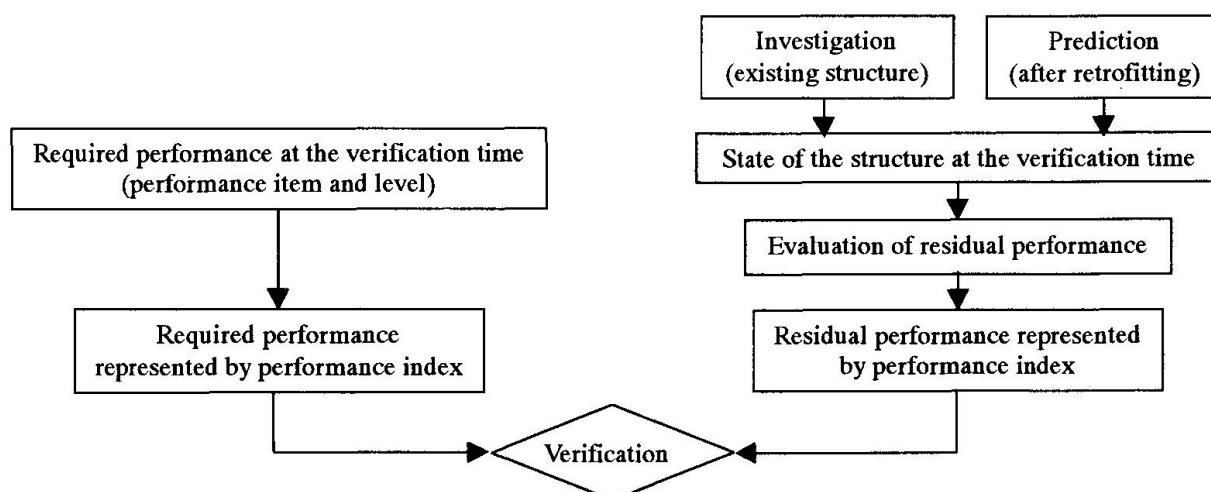 Investigation
(existing structure)
Prediction
(after retrofitting)
Required performance at the verification time
(performance item and level)
State of the structure at the verification time
Evaluation of residual performance
Required performance
represented by performance index
Residual performance represented
by performance index
Verification